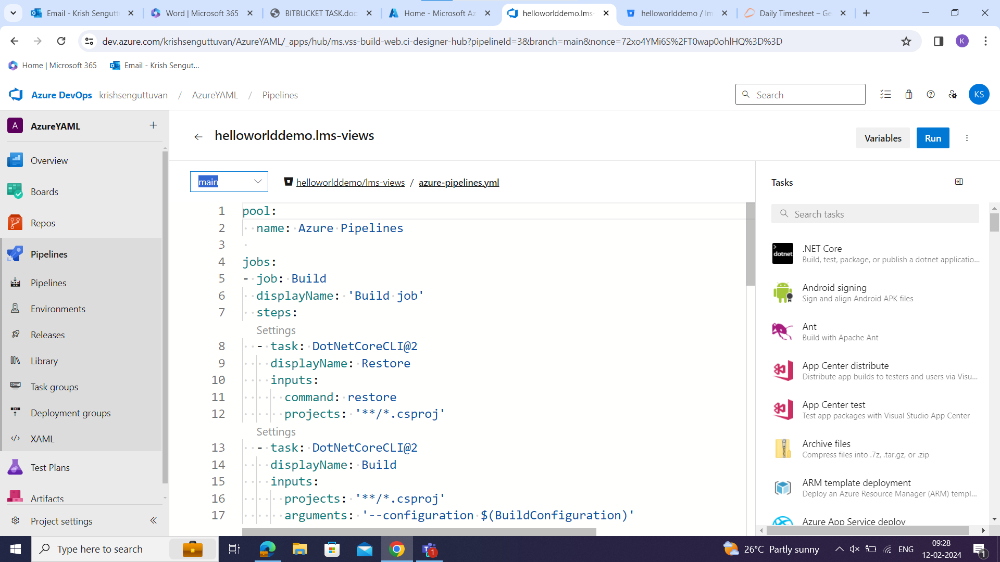 Email - Krish Sengutt
Word | Microsoft 365
BITBUCKET TASK.doc
Home - Microsoft Az
helloworlddemo.lms-
helloworlddemo / lm
Daily Timesheet – Ge
dev.azure.com/krishsenguttuvan/AzureYAML/_apps/hub/ms.vss-build-web.ci-designer-hub?pipelineId=3&branch=main&nonce=72xo4YMi6S%2FT0wap0ohlHQ%3D%3D
K
Home | Microsoft 365
Email - Krish Sengut...
Azure DevOps krishsenguttuvan / AzureYAML / Pipelines
Search
KS
A AzureYAML
Overview
Boards
Repos
Pipelines
Pipelines
Environments
Releases
Library
Task groups
Deployment groups
XAML
Test Plans
Artifacts
Project settings
helloworlddemo.lms-views
Variables
Run
main
helloworlddemo/lms-views / azure-pipelines.yml
1 pool:
2 name: Azure Pipelines
3
4 jobs:
5 - job: Build
6 displayName: 'Build job'
7 steps:
Settings
8 - task: DotNetCoreCLI@2
9 displayName: Restore
10 inputs:
11 command: restore
12 projects: '**/*.csproj'
Settings
13 - task: DotNetCoreCLI@2
14 displayName: Build
15 inputs:
16 projects: '**/*.csproj'
17 arguments: '--configuration $(BuildConfiguration)'
Tasks
Search tasks
dotnet
.NET Core
Build, test, package, or publish a dotnet applicatio...
Android signing
Sign and align Android APK files
Ant
Build with Apache Ant
App Center distribute
Distribute app builds to testers and users via Visu...
App Center test
Test app packages with Visual Studio App Center
Archive files
Compress files into .7z, .tar.gz, or .zip
ARM template deployment
Deploy an Azure Resource Manager (ARM) templ...
Azure App Service deploy
Type here to search
1
26°C Partly sunny
ENG
09:28
12-02-2024
1